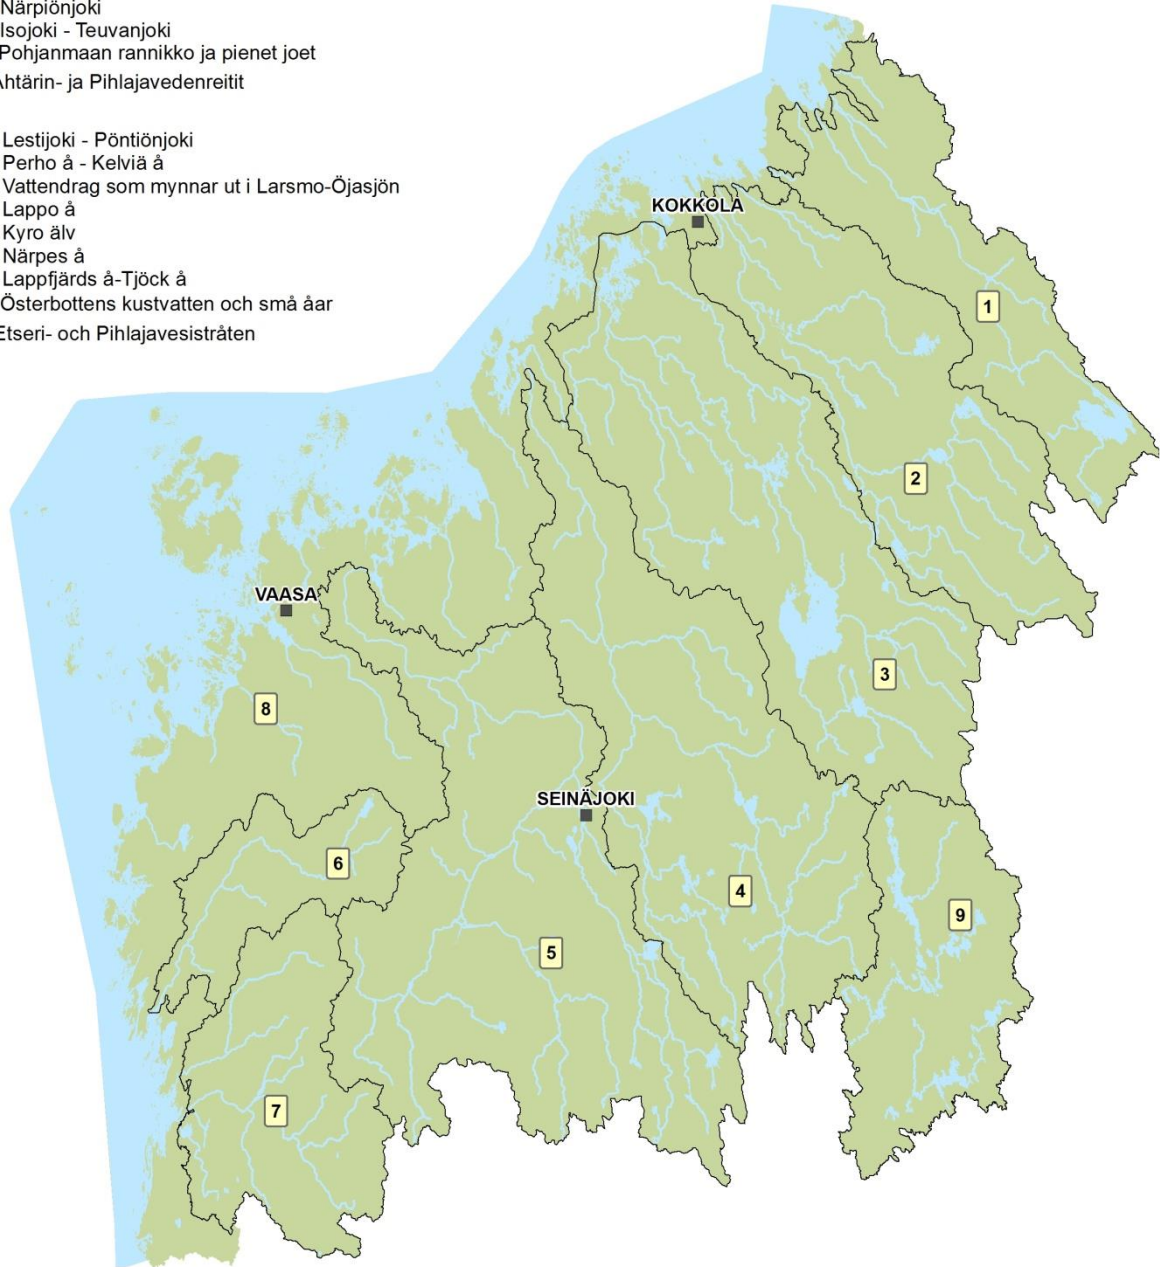 Närpiönjoki
Isojoki - Teuvanjoki
Pohjanmaan rannikko ja pienet joet
Ähtärin- ja Pihlajavedenreitit
Lestijoki - Pöntiönjoki
Perho å - Kelviä å
Vattendrag som mynnar ut i Larsmo-Öjasjön
Lappo å
Kyro älv
Närpes å
Lappfjärds å-Tjöck å
Österbottens kustvatten och små åar
Etseri- och Pihlajavesistråten
KOKKOLA
1
2
VAASA
3
8
SEINÄJOKI
6
4
9
5
7